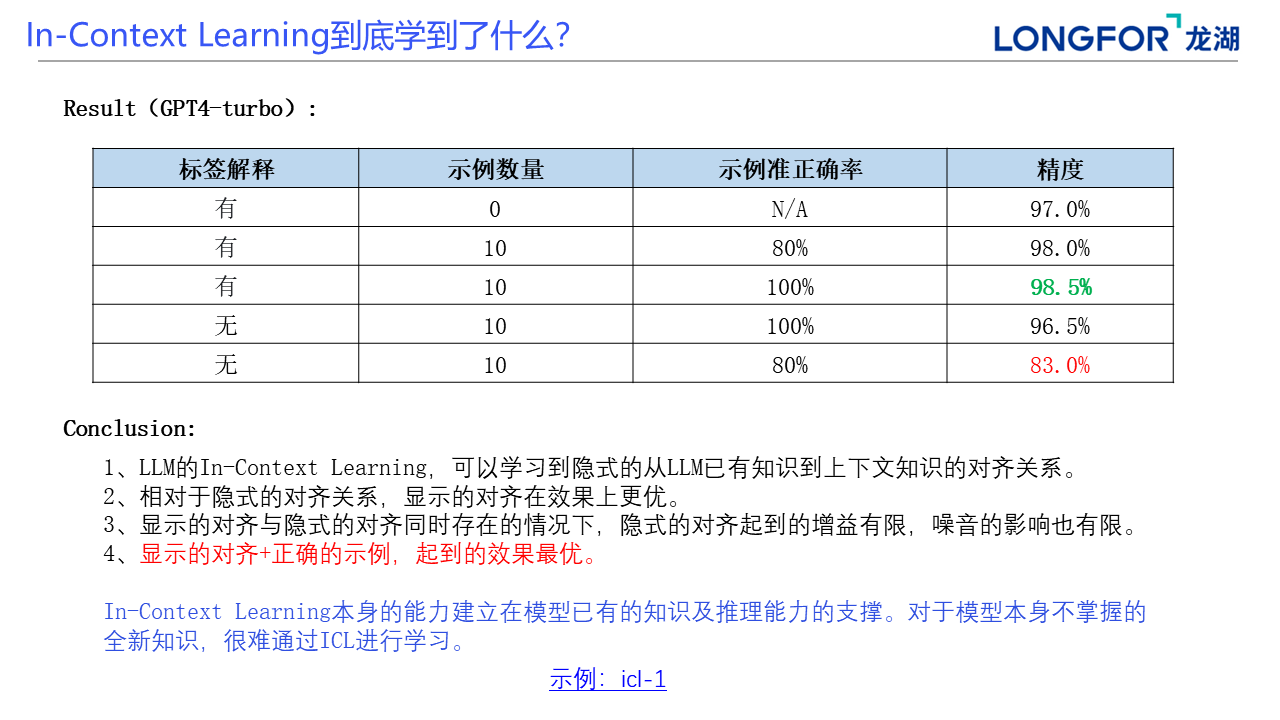 In-Context Learning到底学到了什么?
LONGFOR龙湖
Result（GPT4-turbo）:
标签解释 示例数量 示例准正确率 精度
有 0 N/A 97.0%
有 10 80% 98.0%
有 10 100% 98.5%
无 10 100% 96.5%
无 10 80% 83.0%
Conclusion:
1、LLM的In-Context Learning，可以学习到隐式的从LLM已有知识到上下文知识的对齐关系。
2、相对于隐式的对齐关系，显示的对齐在效果上更优。
3、显示的对齐与隐式的对齐同时存在的情况下，隐式的对齐起到的增益有限，噪音的影响也有限。
4、显示的对齐+正确的示例，起到的效果最优。
In-Context Learning本身的能力建立在模型已有的知识及推理能力的支撑。对于模型本身不掌握的
全新知识，很难通过ICL进行学习。
示例：icl-1